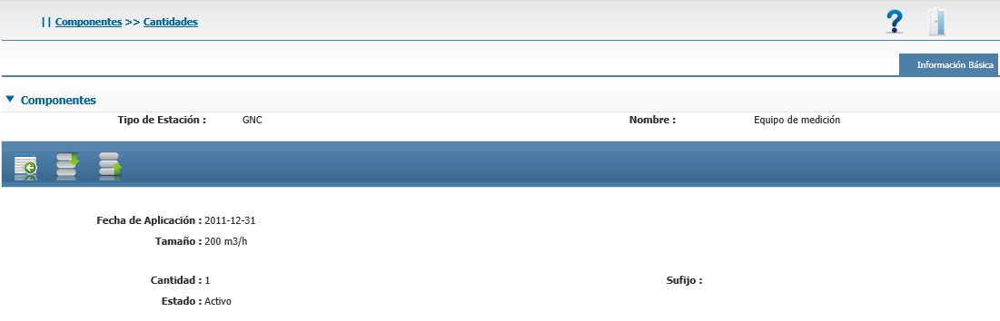 || Componentes >> Cantidades
Información Básica
Componentes
Tipo de Estación : GNC Nombre : Equipo de medición
Fecha de Aplicación : 2011-12-31
Tamaño : 200 m3/h
Cantidad : 1 Sufijo :
Estado : Activo